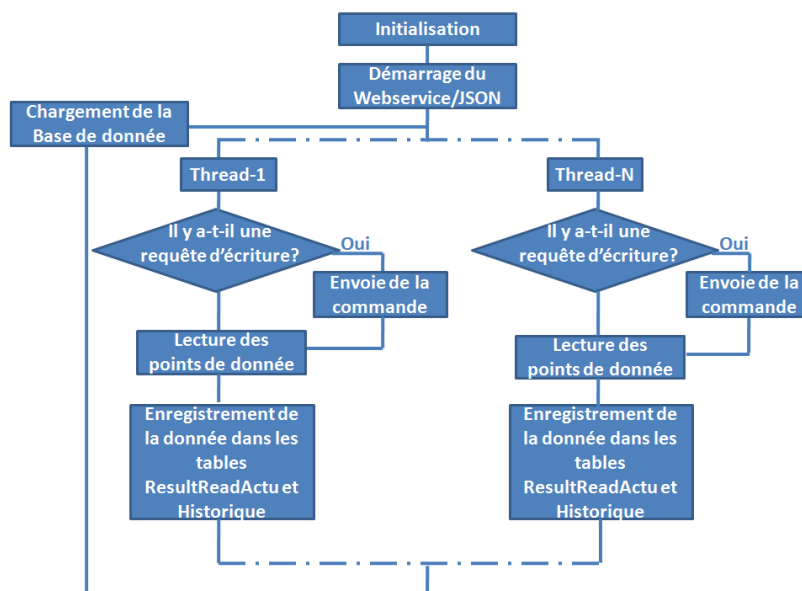 Initialisation
Démarrage du
Webservice/JSON
Chargement de la
Base de donnée
Thread-1
Thread-N
Il y a-t-il une
requête d'écriture?
Oui
Il y a-t-il une
requête d'écriture?
Oui
Envoie de la
commande
Envoie de la
commande
Lecture des
points de donnée
Lecture des
points de donnée
Enregistrement de
la donnée dans les
tables
ResultReadActu et
Historique
Enregistrement de
la donnée dans les
tables
ResultReadActu et
Historique